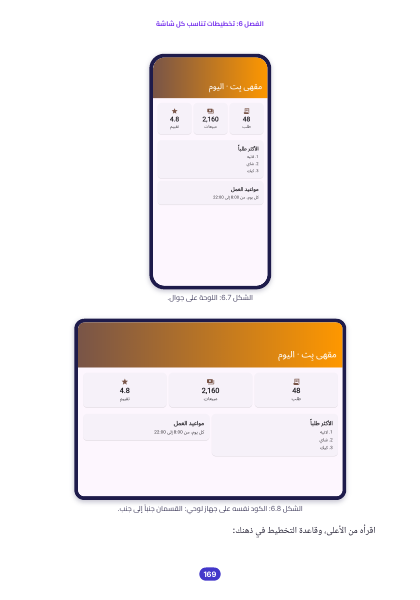 الفصل 6: تخطيطات تناسب كل شاشة
مقهى بِت · اليوم
48
طلب
2,160
مبيعات
4.8
تقييم
الأكثر طلباً
1. لاتيه
2. شاي
3. كيك
مواعيد العمل
كل يوم، من 8:00 إلى 22:00
الشكل 6.7: اللوحة على جوال.
مقهى بِت · اليوم
48
طلب
2,160
مبيعات
4.8
تقييم
الأكثر طلباً
1. لاتيه
2. شاي
3. كيك
مواعيد العمل
كل يوم، من 8:00 إلى 22:00
الشكل 6.8: الكود نفسه على جهاز لوحي: القسمان جنباً إلى جنب.
اقرأه من الأعلى، وقاعدة التخطيط في ذهنك:
169